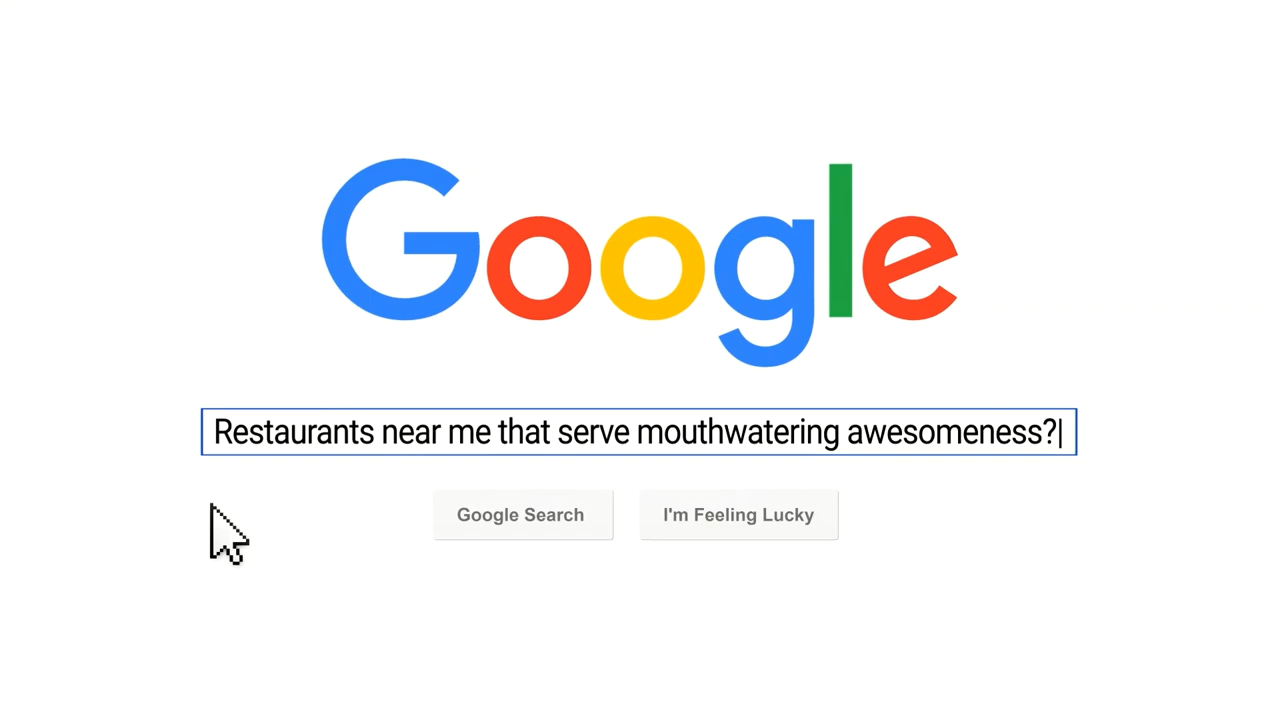 Google
Restaurants near me that serve mouthwatering awesomeness?
Google Search
I'm Feeling Lucky